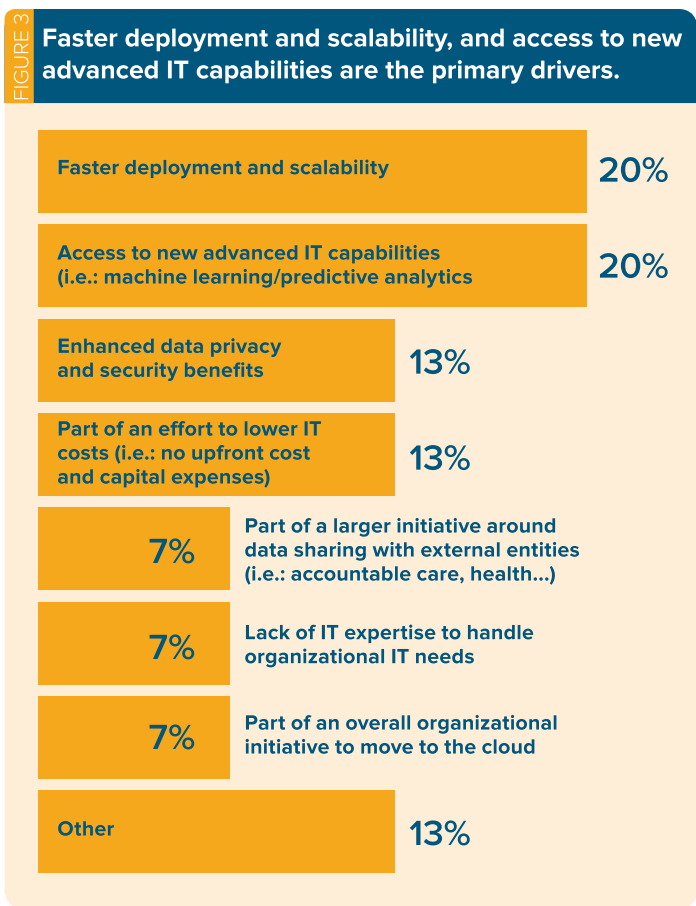 FIGURE 3
Faster deployment and scalability, and access to new
advanced IT capabilities are the primary drivers.
Faster deployment and scalability
20%
Access to new advanced IT capabilities
(i.e.: machine learning/predictive analytics
20%
Enhanced data privacy
and security benefits
13%
Part of an effort to lower IT
costs (i.e.: no upfront cost
and capital expenses)
13%
7%
Part of a larger initiative around
data sharing with external entities
(i.e.: accountable care, health...)
7%
Lack of IT expertise to handle
organizational IT needs
7%
Part of an overall organizational
initiative to move to the cloud
Other
13%